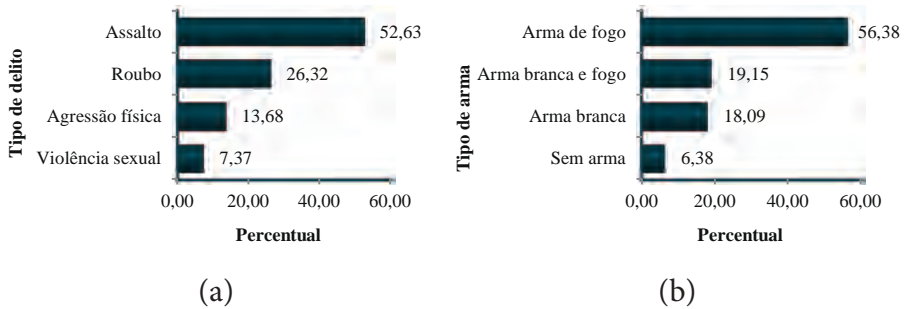 Tipo de delito
Assalto 52,63
Roubo 26,32
Agressão física 13,68
Violência sexual 7,37
0,00 20,00 40,00 60,00
Percentual
(a)
Tipo de arma
Arma de fogo 56,38
Arma branca e fogo 19,15
Arma branca 18,09
Sem arma 6,38
0,00 20,00 40,00 60,00
Percentual
(b)